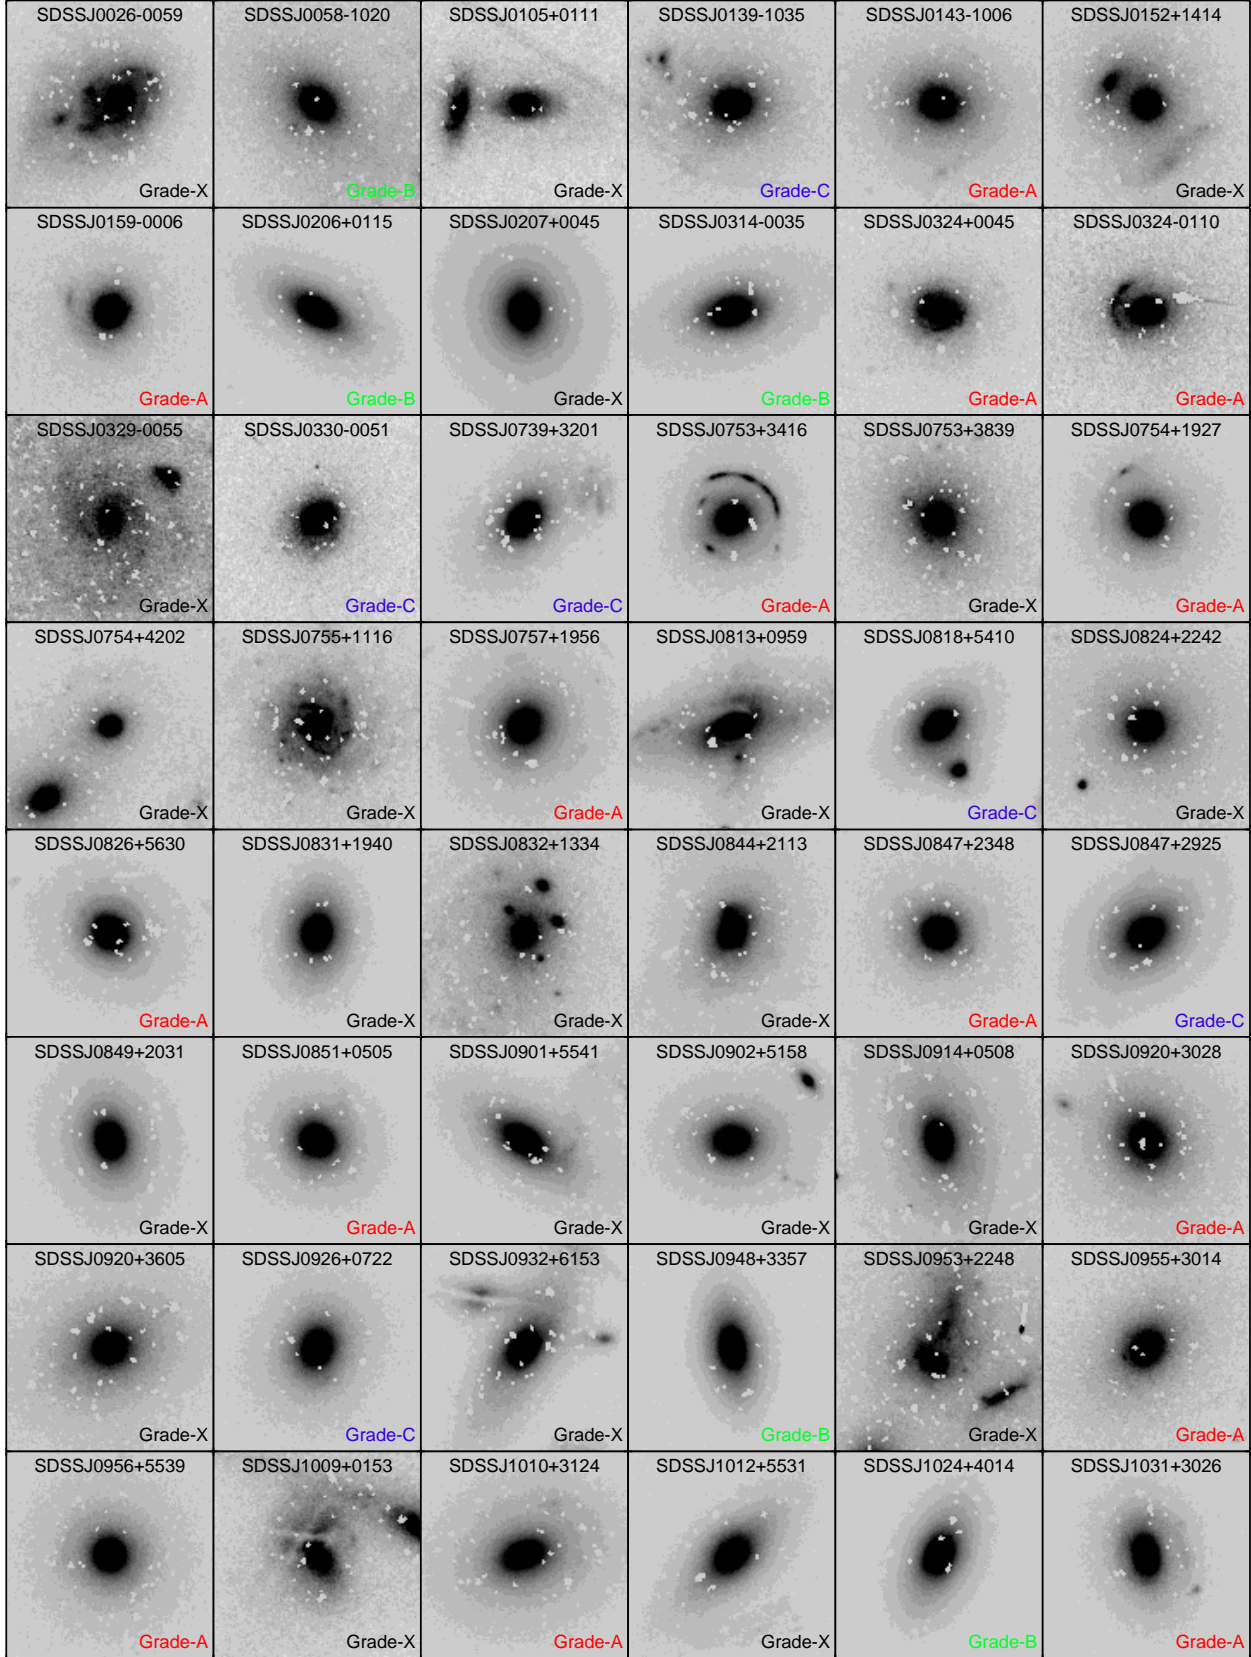 SDSSJ0026-0059 SDSSJ0058-1020 SDSSJ0105+0111 SDSSJ0139-1035 SDSSJ0143-1006 SDSSJ0152+1414
Grade-X Grade-B Grade-X Grade-C Grade-A Grade-X
SDSSJ0159-0006 SDSSJ0206+0115 SDSSJ0207+0045 SDSSJ0314-0035 SDSSJ0324+0045 SDSSJ0324-0110
Grade-A Grade-B Grade-X Grade-B Grade-A Grade-A
SDSSJ0329-0055 SDSSJ0330-0051 SDSSJ0739+3201 SDSSJ0753+3416 SDSSJ0753+3839 SDSSJ0754+1927
Grade-X Grade-C Grade-C Grade-A Grade-X Grade-A
SDSSJ0754+4202 SDSSJ0755+1116 SDSSJ0757+1956 SDSSJ0813+0959 SDSSJ0818+5410 SDSSJ0824+2242
Grade-X Grade-X Grade-A Grade-X Grade-C Grade-X
SDSSJ0826+5630 SDSSJ0831+1940 SDSSJ0832+1334 SDSSJ0844+2113 SDSSJ0847+2348 SDSSJ0847+2925
Grade-A Grade-X Grade-X Grade-X Grade-A Grade-C
SDSSJ0849+2031 SDSSJ0851+0505 SDSSJ0901+5541 SDSSJ0902+5158 SDSSJ0914+0508 SDSSJ0920+3028
Grade-X Grade-A Grade-X Grade-X Grade-X Grade-A
SDSSJ0920+3605 SDSSJ0926+0722 SDSSJ0932+6153 SDSSJ0948+3357 SDSSJ0953+2248 SDSSJ0955+3014
Grade-X Grade-C Grade-X Grade-B Grade-X Grade-A
SDSSJ0956+5539 SDSSJ1009+0153 SDSSJ1010+3124 SDSSJ1012+5531 SDSSJ1024+4014 SDSSJ1031+3026
Grade-A Grade-X Grade-A Grade-X Grade-B Grade-A